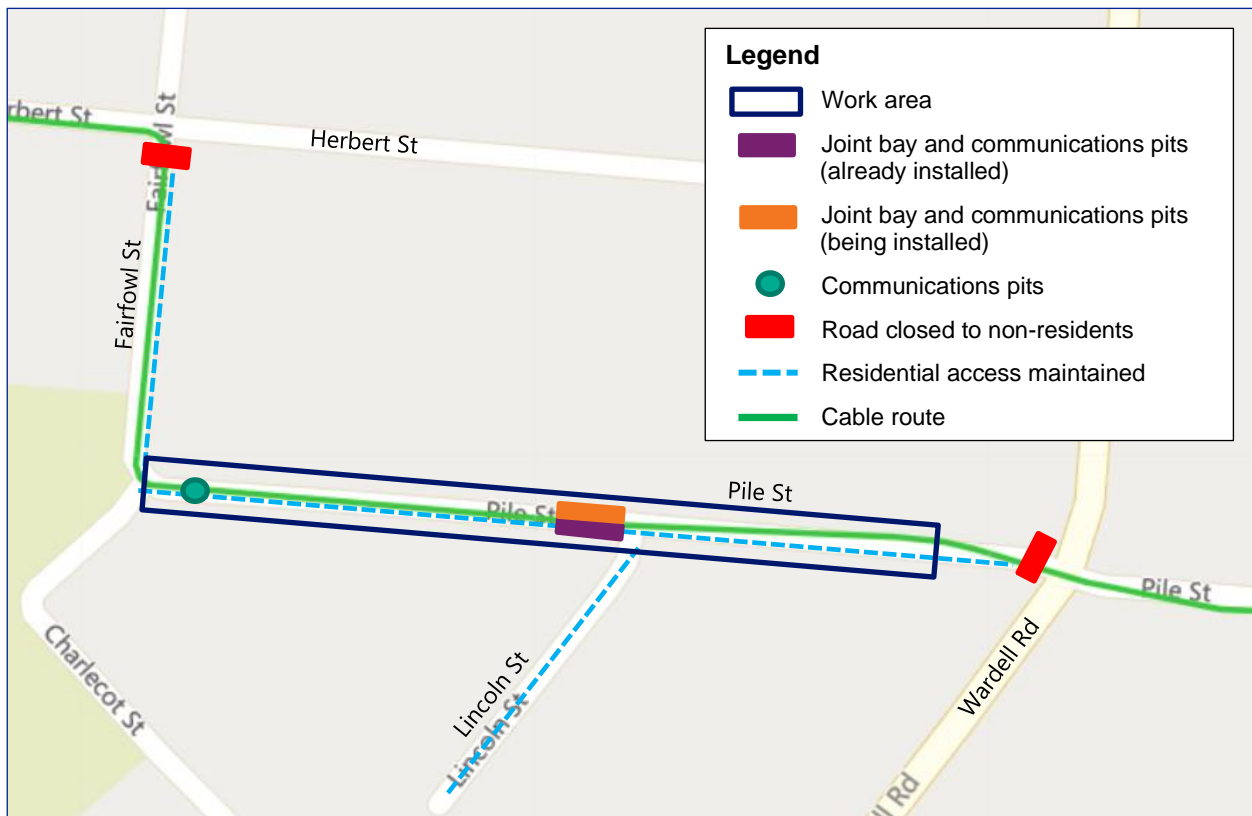 Legend
Work area
Joint bay and communications pits
(already installed)
Joint bay and communications pits
(being installed)
Communications pits
Road closed to non-residents
Residential access maintained
Cable route
rbert St
Herbert St
Fairfowl St
Fairfowl St
Pile St
Pile St
Pile St
Charlecot St
Lincoln St
Lincoln St
Wardell Rd
ll Rd